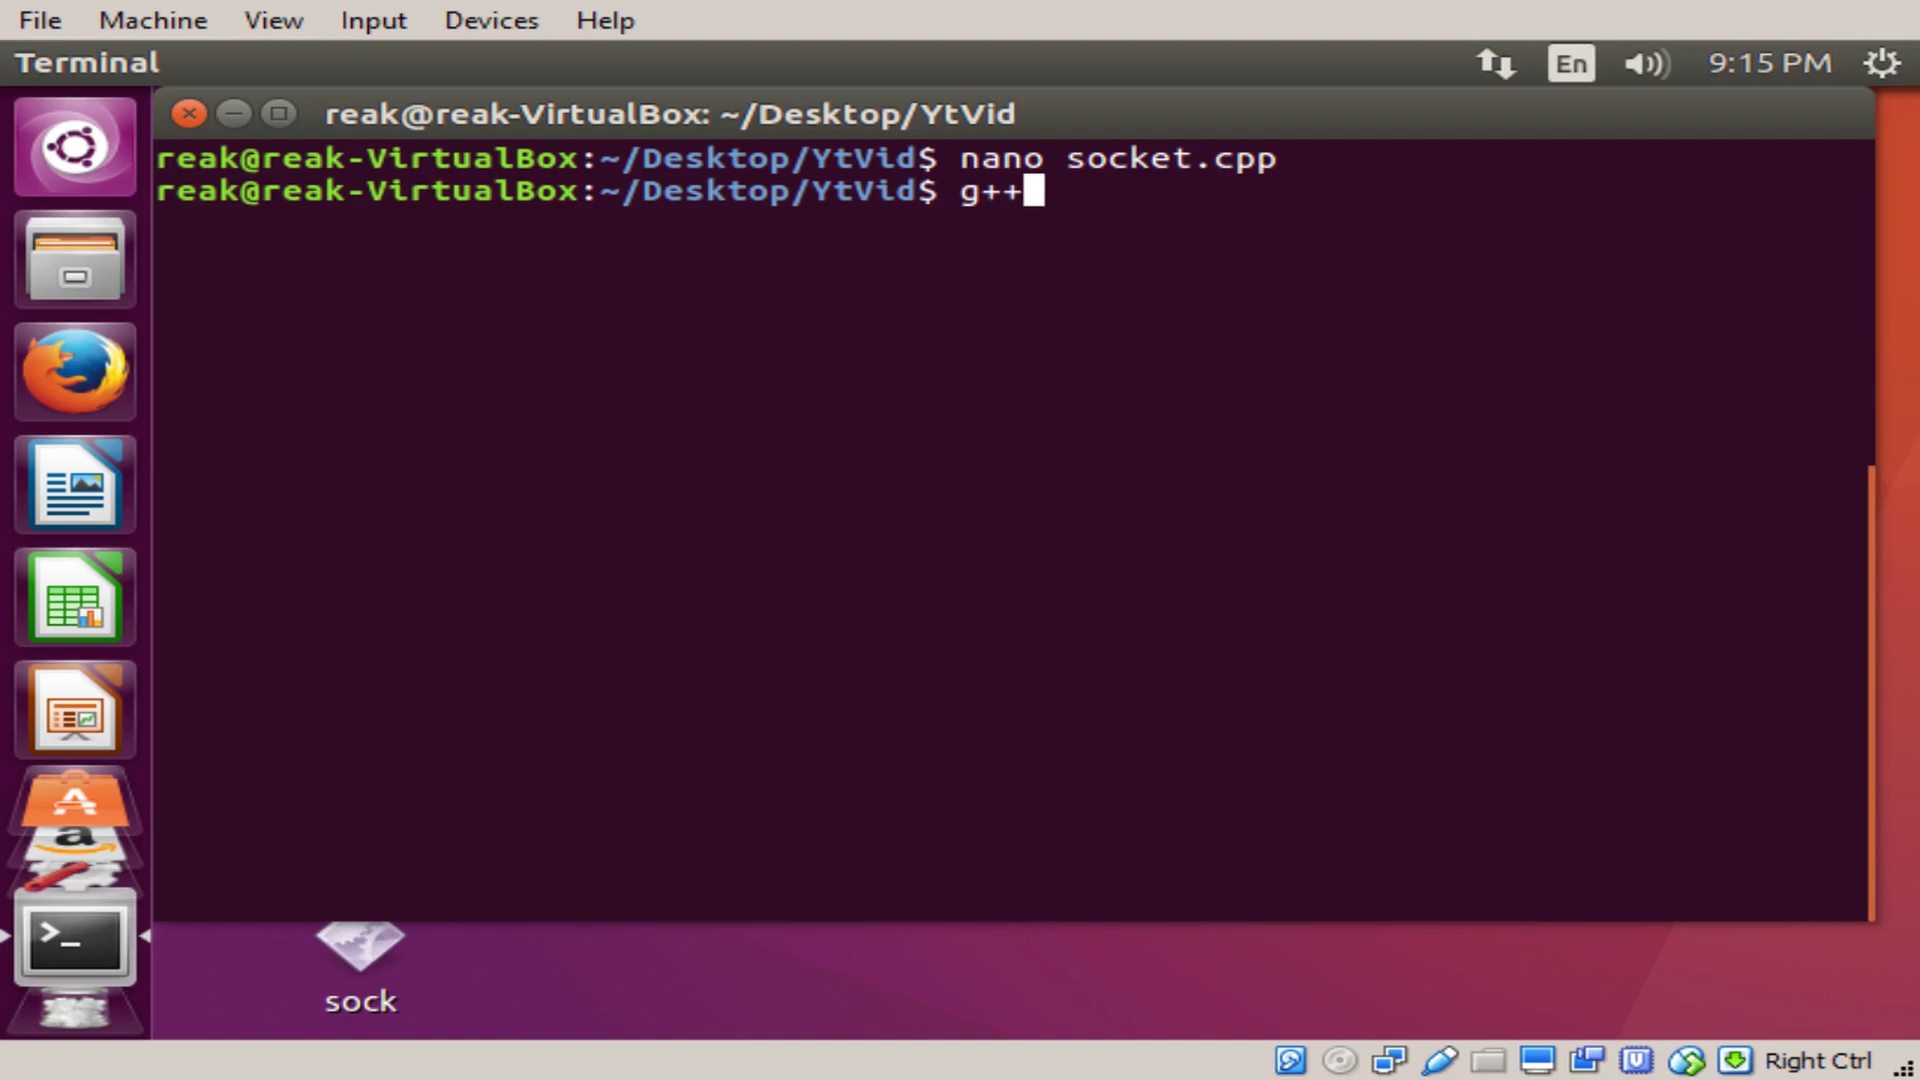 File Machine View Input Devices Help
Terminal En 9:15 PM
reak@reak-VirtualBox: ~/Desktop/YtVid
reak@reak-VirtualBox:~/Desktop/YtVid$ nano socket.cpp
reak@reak-VirtualBox:~/Desktop/YtVid$ g++
A
a
>_
sock
Right Ctrl